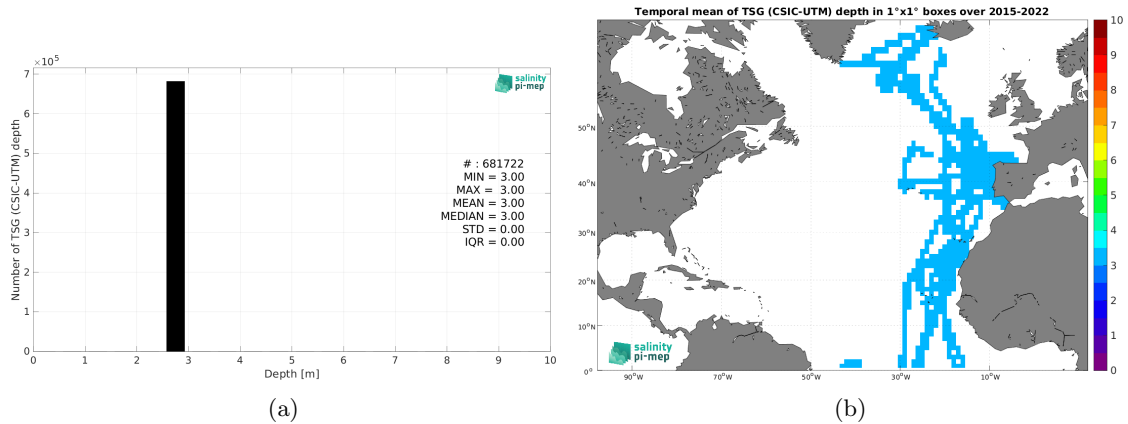 ×10⁵
7
6
5
4
3
2
1
0
Number of TSG (CSIC-UTM) depth
salinity
pi-mep
# : 681722
MIN = 3.00
MAX = 3.00
MEAN = 3.00
MEDIAN = 3.00
STD = 0.00
IQR = 0.00
0 1 2 3 4 5 6 7 8 9 10
Depth [m]
(a)
Temporal mean of TSG (CSIC-UTM) depth in 1°x1° boxes over 2015-2022
50°N
40°N
30°N
20°N
10°N
0°
90°W 70°W 50°W 30°W 10°W
salinity
pi-mep
10
9
8
7
6
5
4
3
2
1
0
(b)